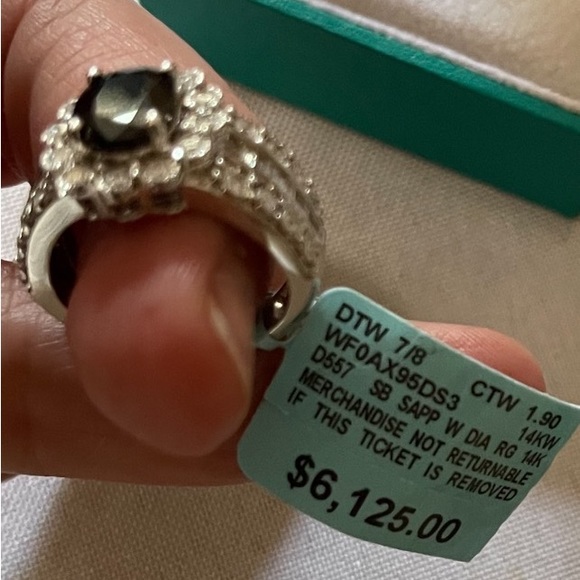 DTW 7/8 CTW 1.90
WF0AX95DS3 14KW
D557 SB SAPP W DIA RG 14K
MERCHANDISE NOT RETURNABLE
IF THIS TICKET IS REMOVED
$6,125.00